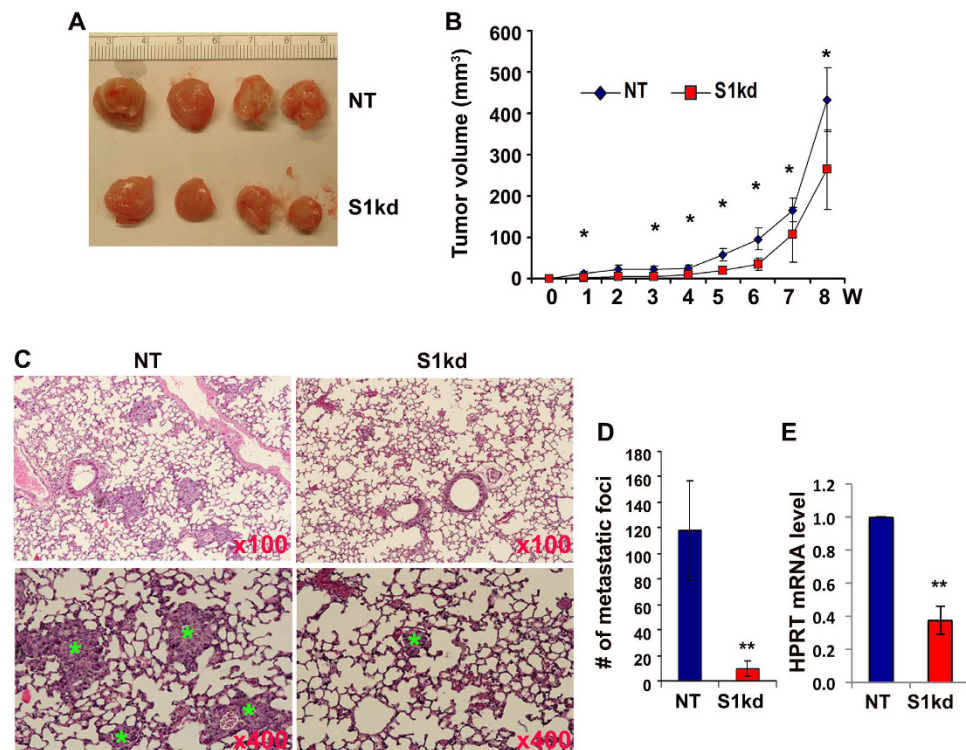 A
3 4 5 6 7 8 9
NT
S1kd
B
Tumor volume (mm³)
600
500
400
300
200
100
0
NT S1kd
* * * * * * *
0 1 2 3 4 5 6 7 8 W
C
NT S1kd
x100 x100
* * * * *
x400 x400
D
# of metastatic foci
180
160
140
120
100
80
60
40
20
0
**
NT S1kd
E
HPRT mRNA level
1.2
1.0
0.8
0.6
0.4
0.2
0.0
**
NT S1kd